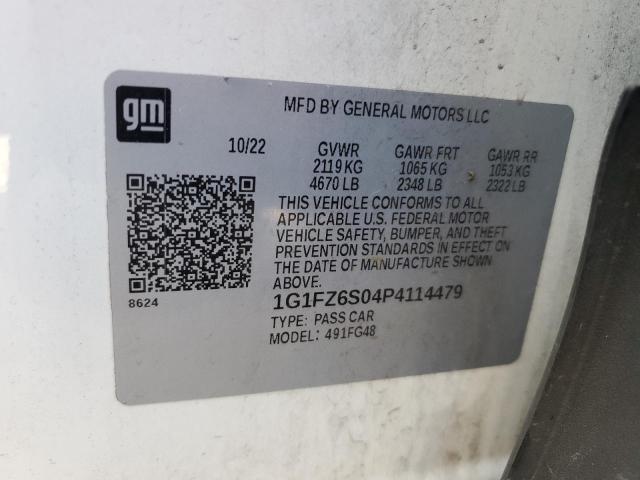 gm
MFD BY GENERAL MOTORS LLC
10/22 GVWR GAWR FRT GAWR RR
2119 KG 1065 KG 1053 KG
4670 LB 2348 LB 2322 LB
THIS VEHICLE CONFORMS TO ALL
APPLICABLE U.S. FEDERAL MOTOR
VEHICLE SAFETY, BUMPER, AND THEFT
PREVENTION STANDARDS IN EFFECT ON
THE DATE OF MANUFACTURE SHOWN
ABOVE.
8624
1G1FZ6S04P4114479
TYPE: PASS CAR
MODEL: 491FG48